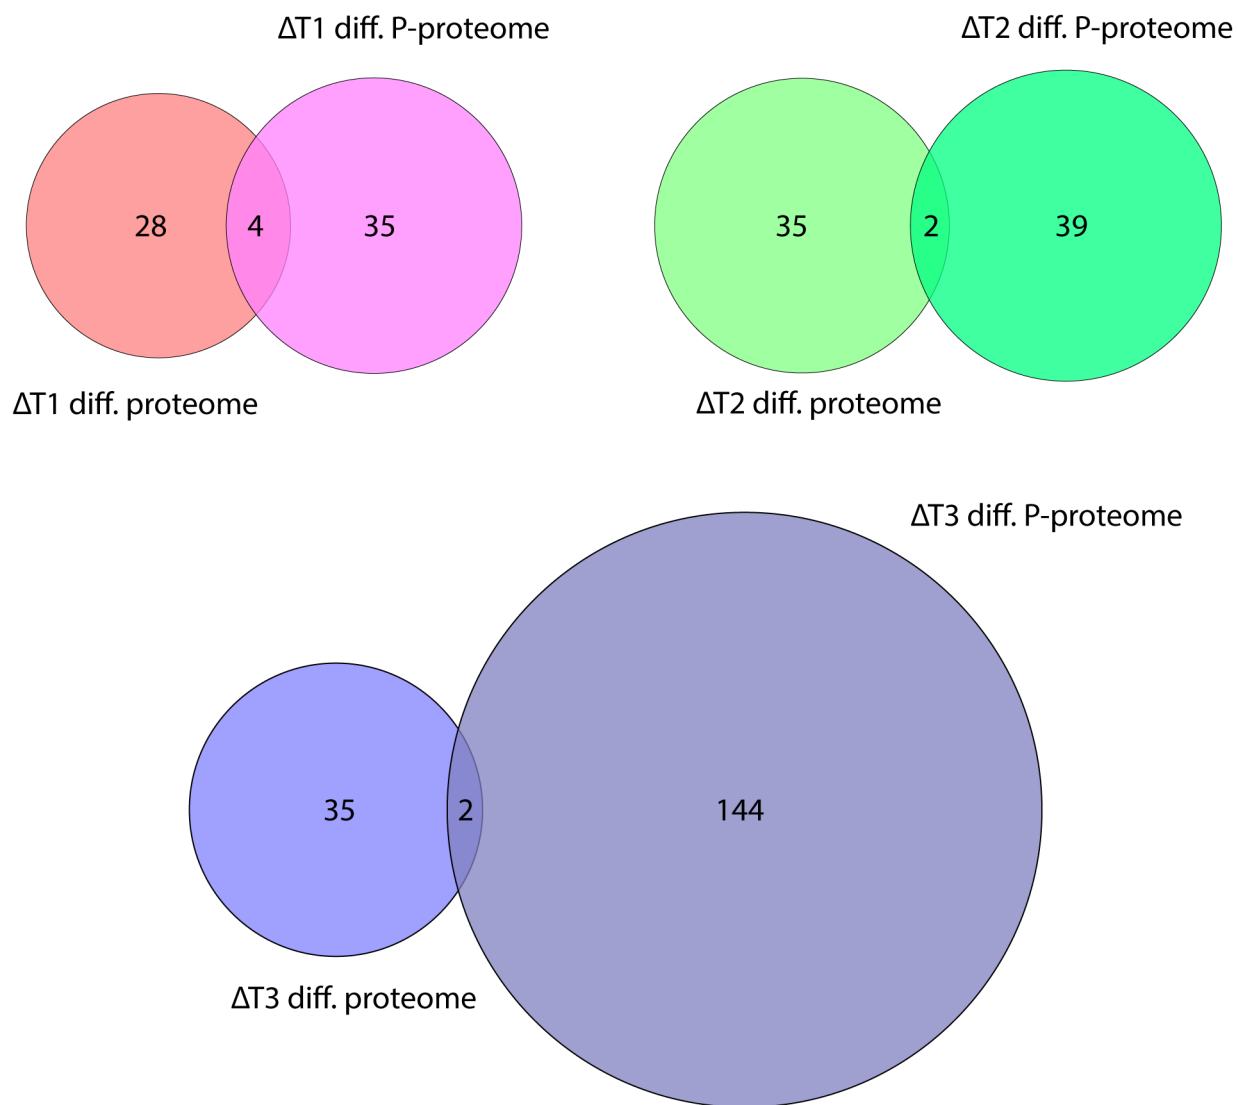 ΔT1 diff. P-proteome
28
4
35
ΔT1 diff. proteome
ΔT2 diff. P-proteome
35
2
39
ΔT2 diff. proteome
ΔT3 diff. P-proteome
35
2
144
ΔT3 diff. proteome